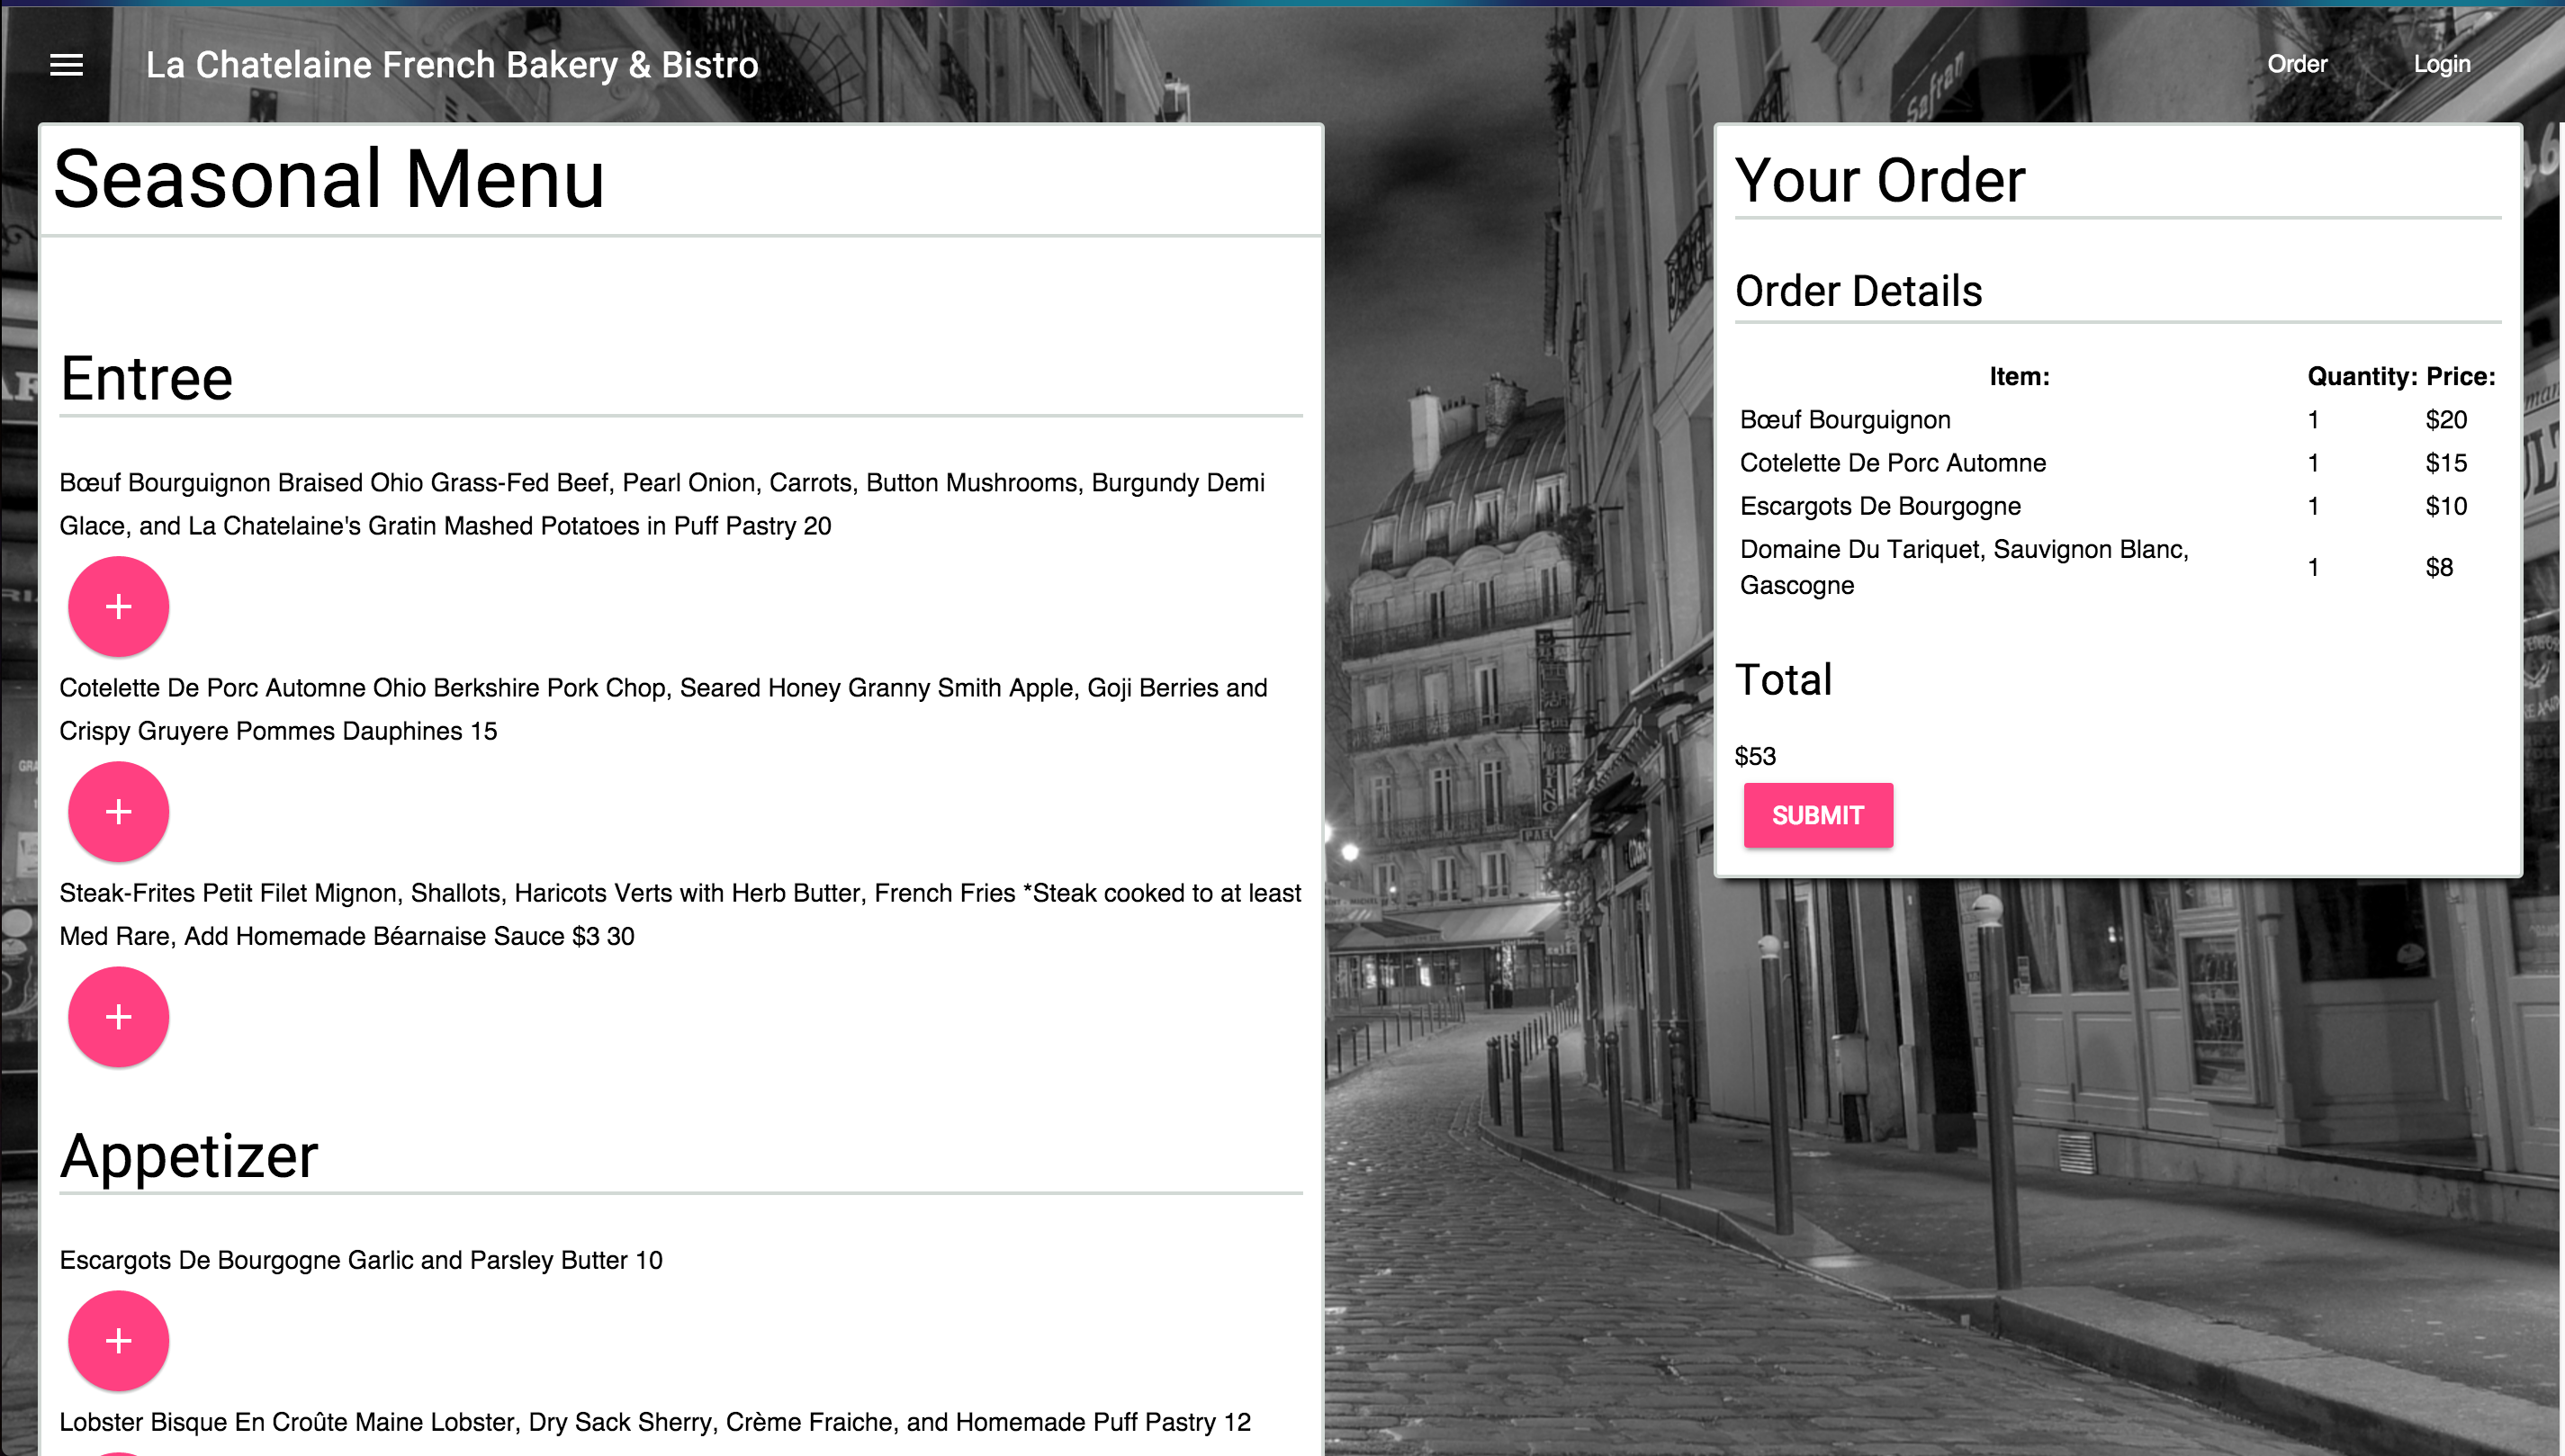 La Chatelaine French Bakery & Bistro
Order
Login
Seasonal Menu
Entree
Bœuf Bourguignon Braised Ohio Grass-Fed Beef, Pearl Onion, Carrots, Button Mushrooms, Burgundy Demi
Glace, and La Chatelaine's Gratin Mashed Potatoes in Puff Pastry 20
+
Cotelette De Porc Automne Ohio Berkshire Pork Chop, Seared Honey Granny Smith Apple, Goji Berries and
Crispy Gruyere Pommes Dauphines 15
+
Steak-Frites Petit Filet Mignon, Shallots, Haricots Verts with Herb Butter, French Fries *Steak cooked to at least
Med Rare, Add Homemade Béarnaise Sauce $3 30
+
Appetizer
Escargots De Bourgogne Garlic and Parsley Butter 10
+
Lobster Bisque En Croûte Maine Lobster, Dry Sack Sherry, Crème Fraiche, and Homemade Puff Pastry 12
Your Order
Order Details
Item: Quantity: Price:
Bœuf Bourguignon 1 $20
Cotelette De Porc Automne 1 $15
Escargots De Bourgogne 1 $10
Domaine Du Tariquet, Sauvignon Blanc,
Gascogne 1 $8
Total
$53
SUBMIT
Safran